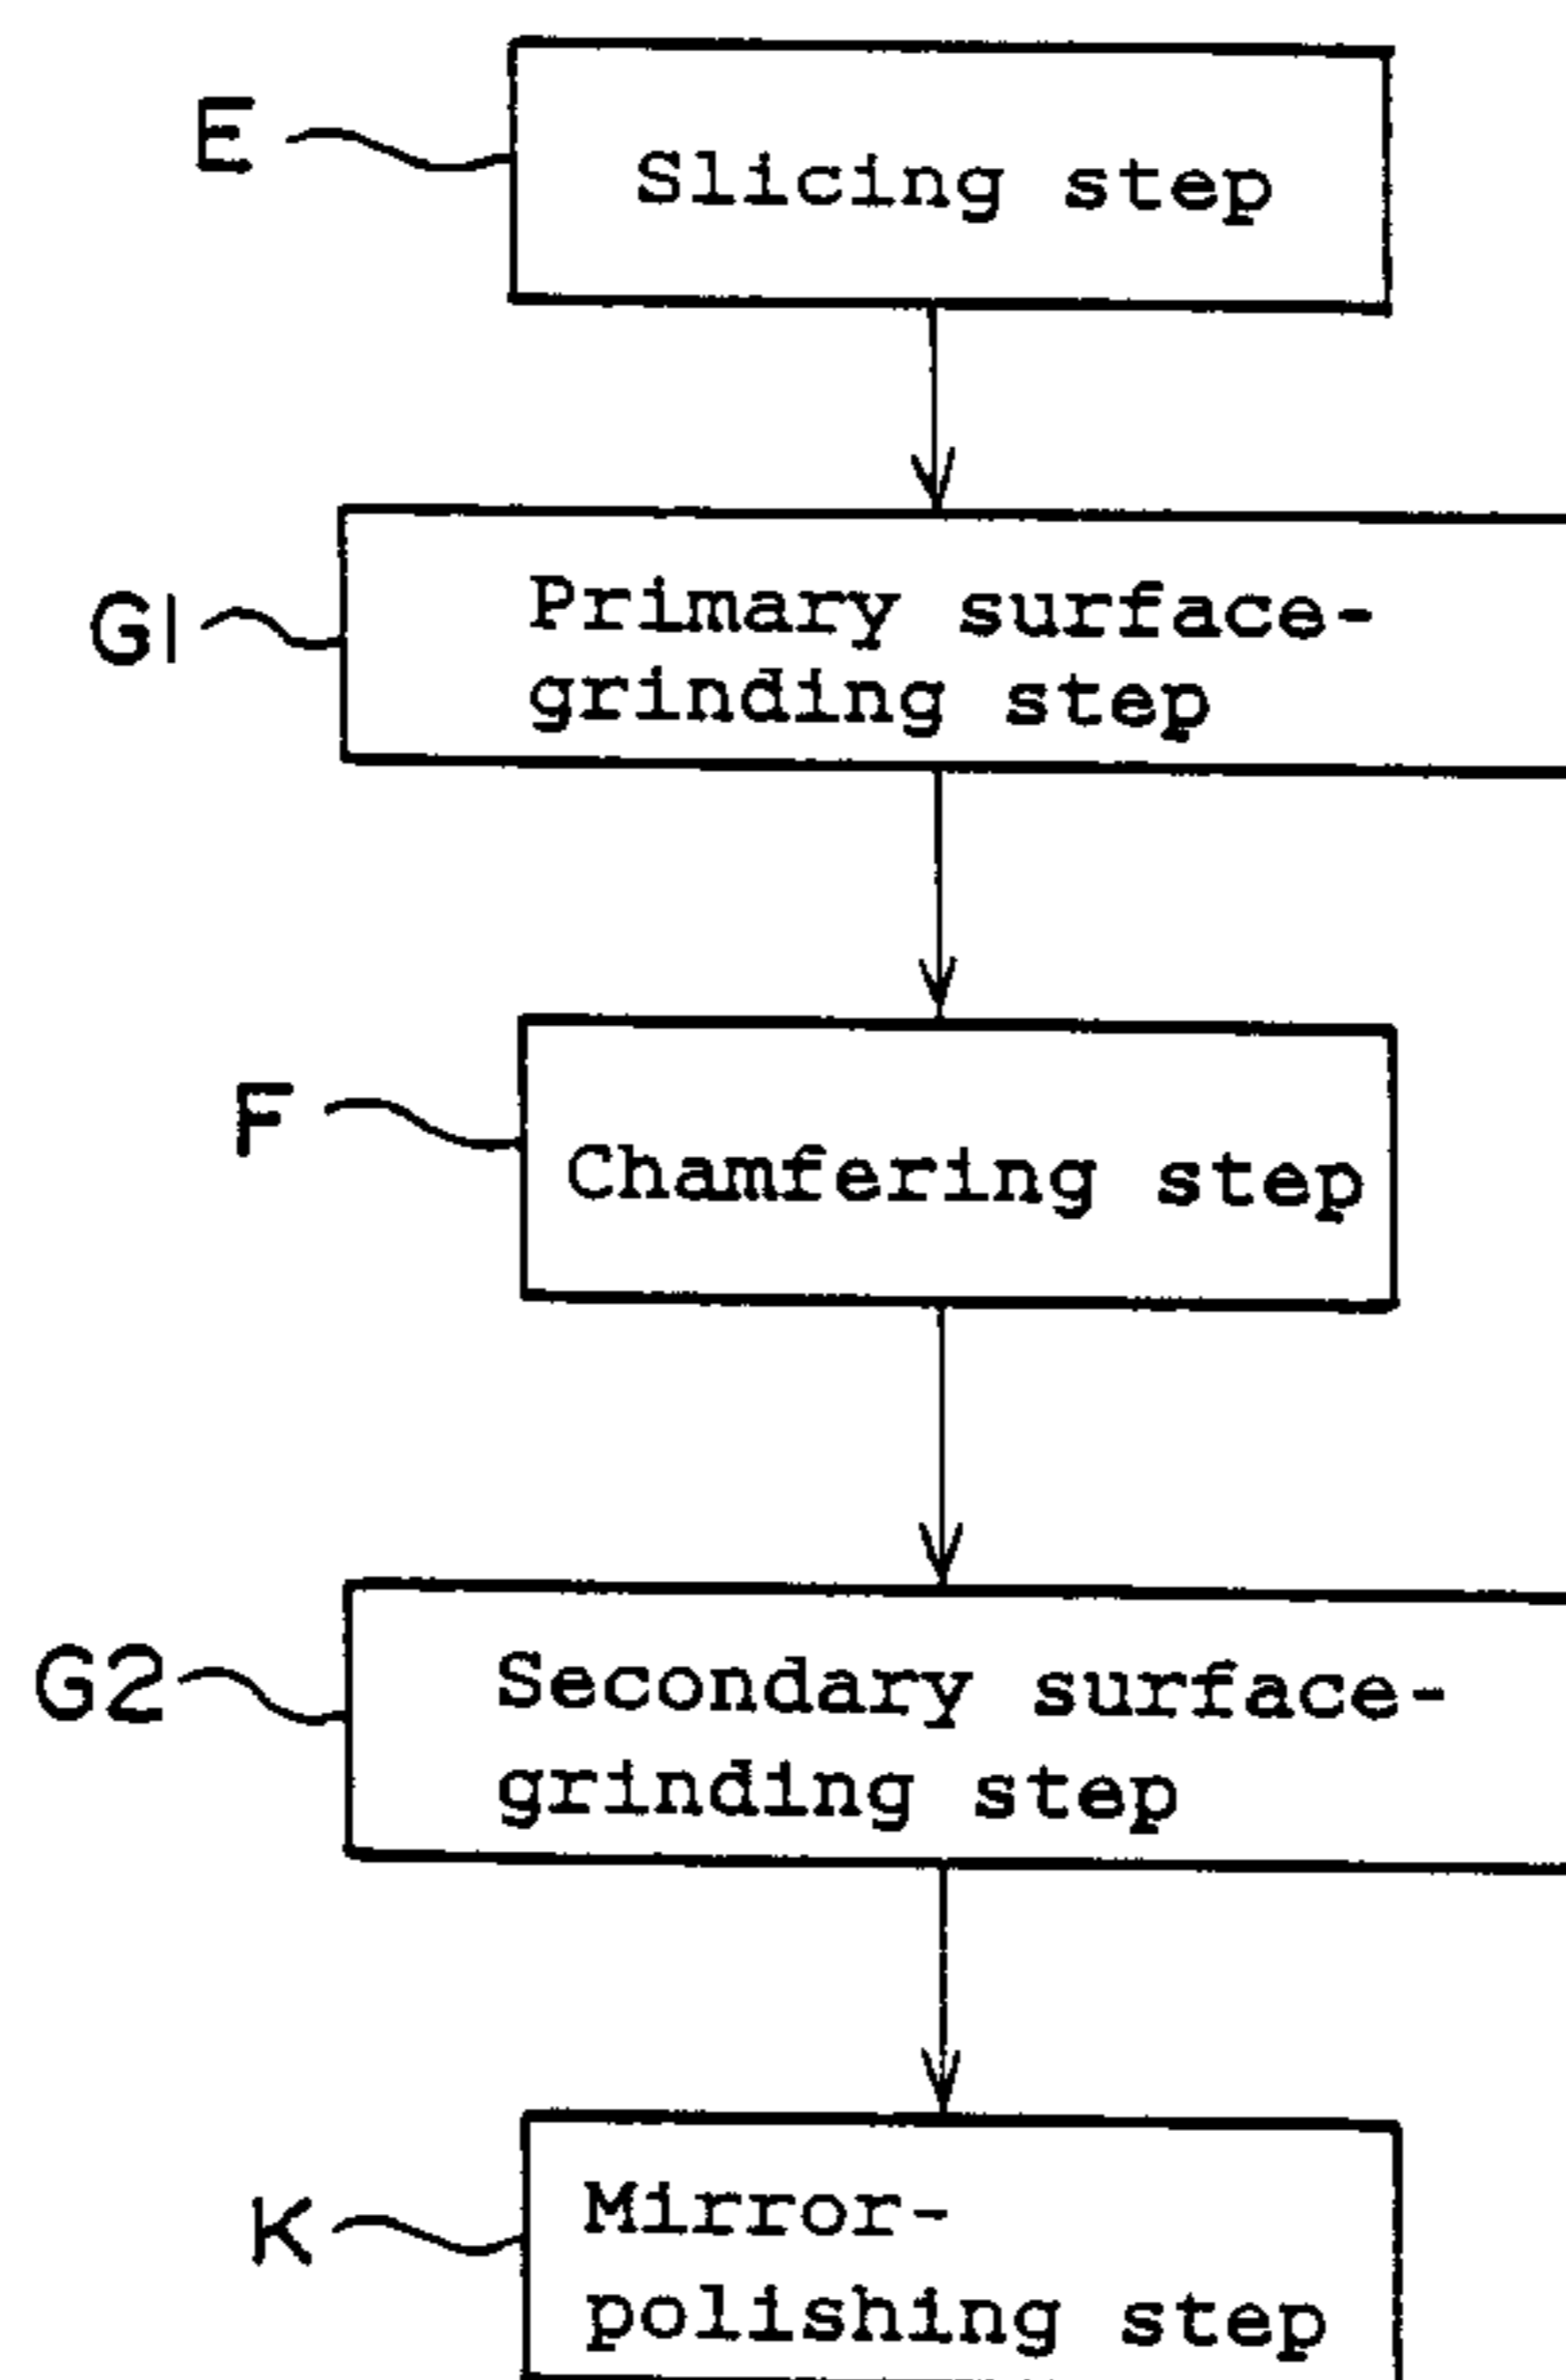 E
Slicing step
G1
Primary surface-
grinding step
F
Chamfering step
G2
Secondary surface-
grinding step
K
Mirror-
polishing step